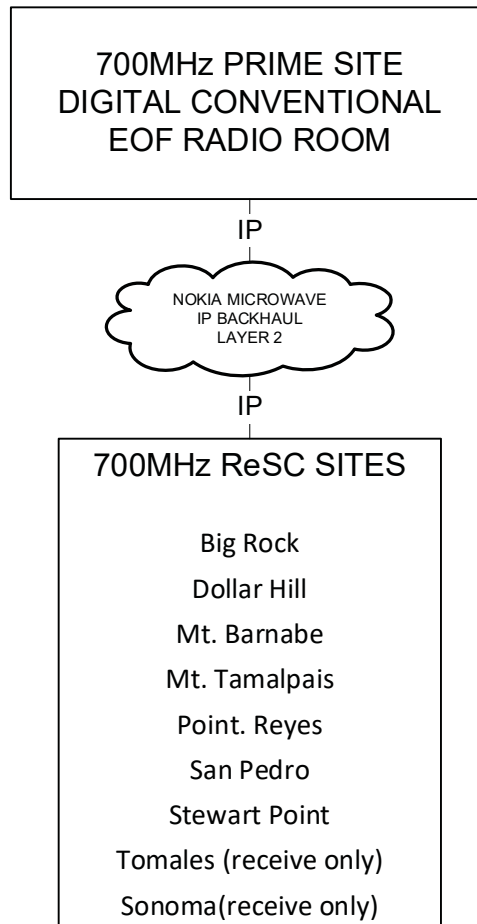 700MHz PRIME SITE
DIGITAL CONVENTIONAL
EOF RADIO ROOM
IP
NOKIA MICROWAVE
IP BACKHAUL
LAYER 2
IP
700MHz ReSC SITES
Big Rock
Dollar Hill
Mt. Barnabe
Mt. Tamalpais
Point. Reyes
San Pedro
Stewart Point
Tomales (receive only)
Sonoma(receive only)